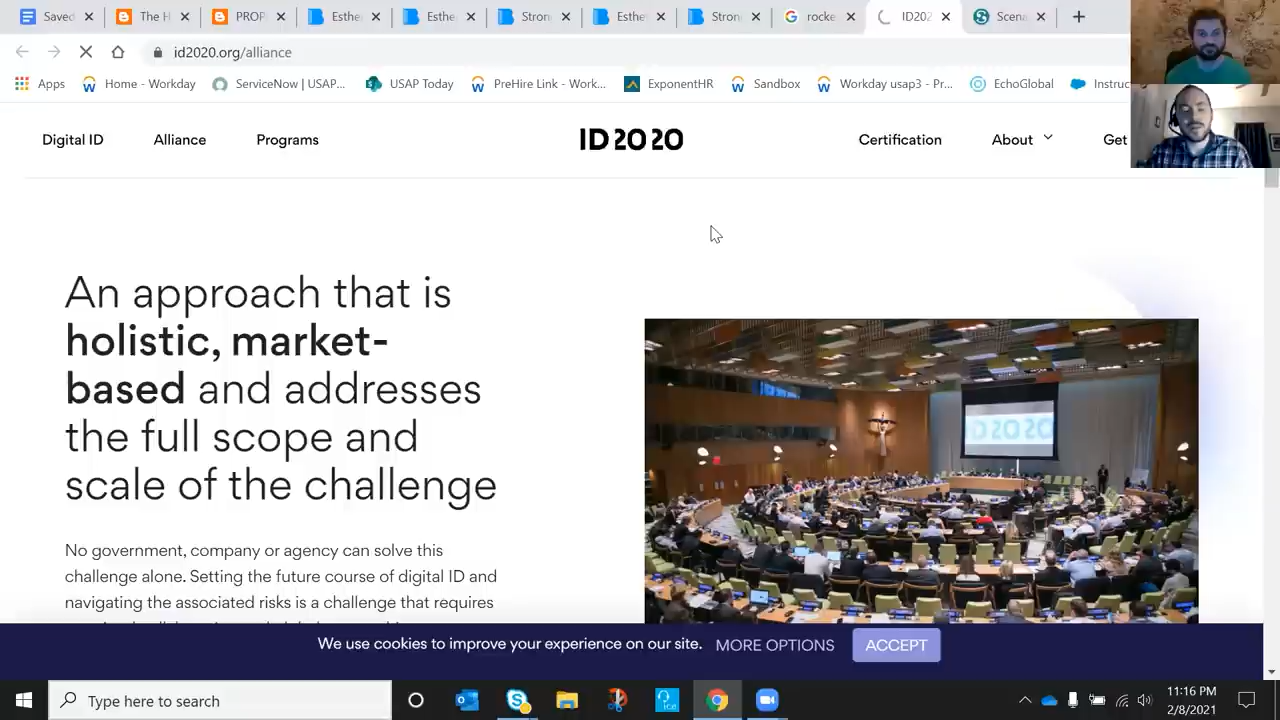 Saved
The H
PROP
Esthe
Esthe
Stron
Esthe
Stron
rocke
ID202
Scena
id2020.org/alliance
Apps
Home - Workday
ServiceNow | USAP...
USAP Today
PreHire Link - Work...
ExponentHR
Sandbox
Workday usap3 - Pr...
EchoGlobal
Instruc
Digital ID
Alliance
Programs
ID2020
Certification
About
Get
An approach that is
holistic, market-
based and addresses
the full scope and
scale of the challenge
ID2020
No government, company or agency can solve this
challenge alone. Setting the future course of digital ID and
navigating the associated risks is a challenge that requires
We use cookies to improve your experience on our site.
MORE OPTIONS
ACCEPT
Type here to search
11:16 PM
2/8/2021